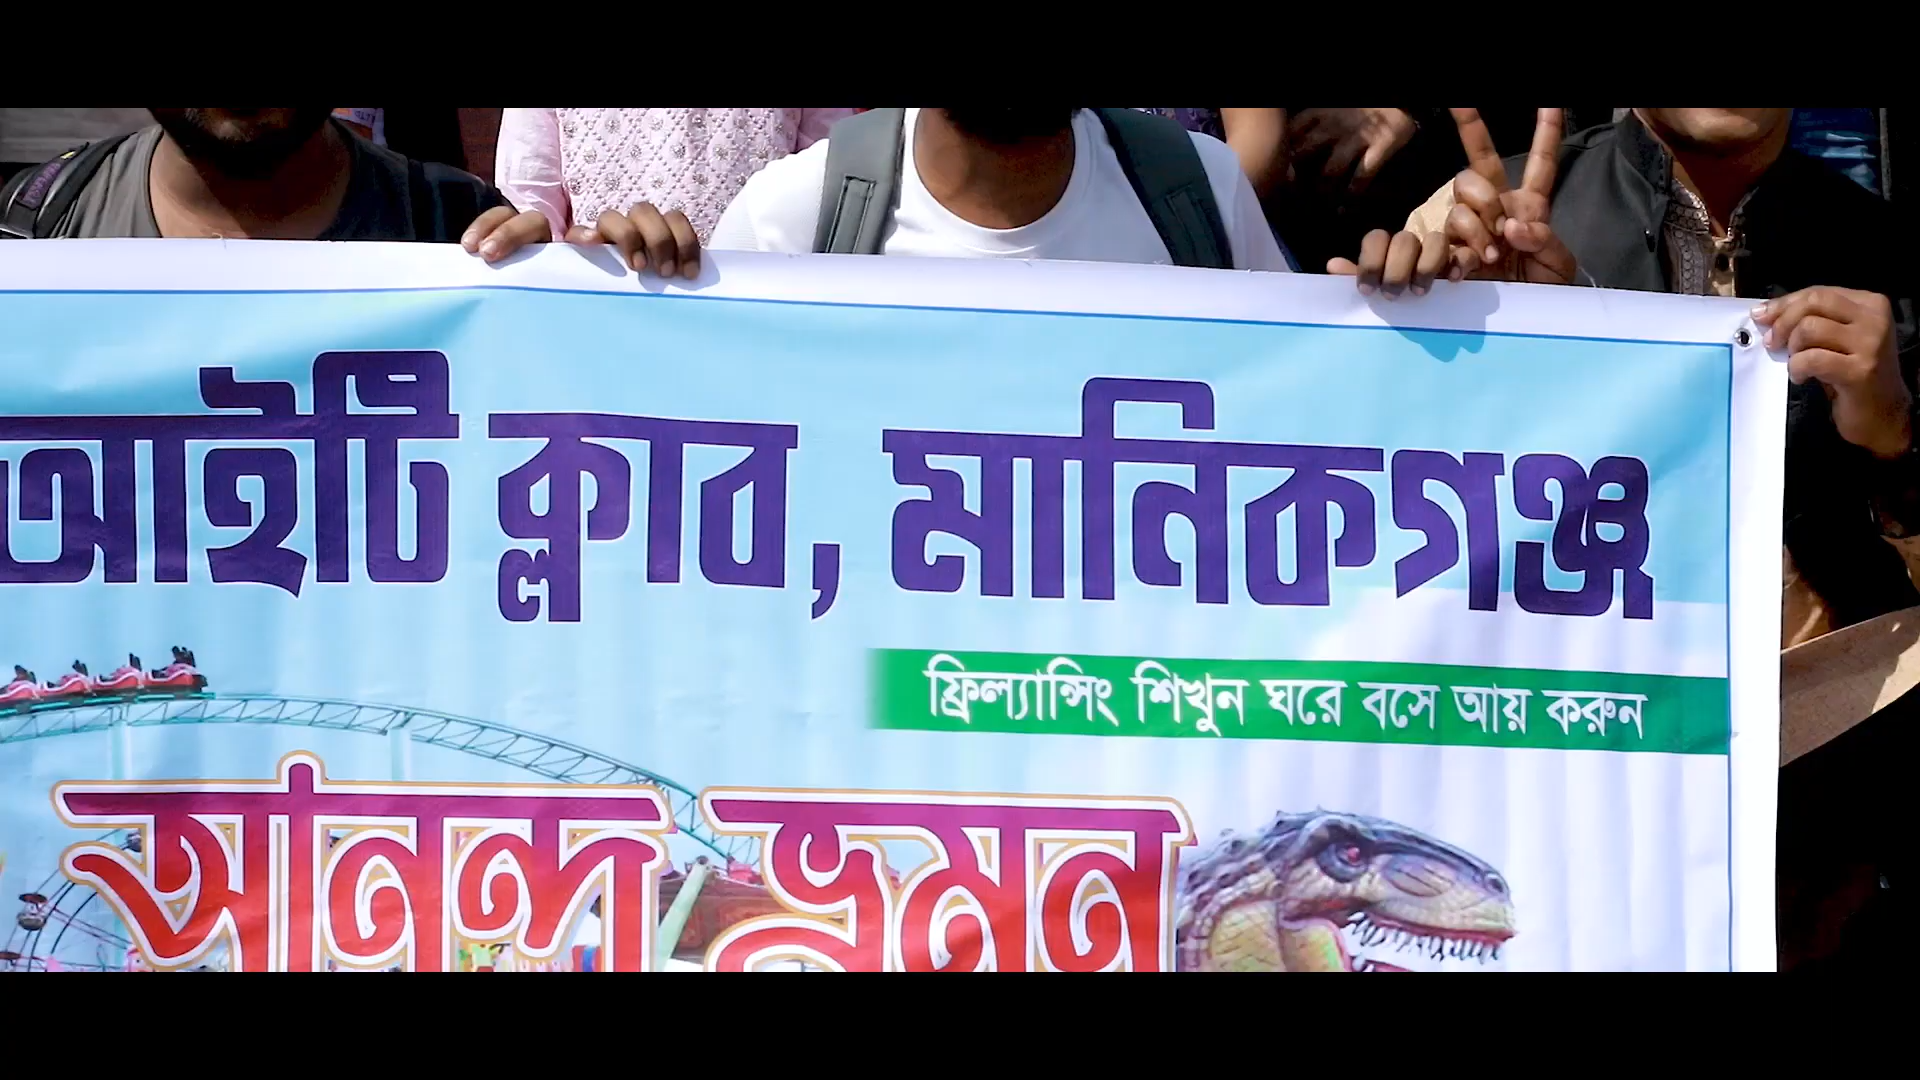 আইটি ক্লাব, মানিকগঞ্জ
ফ্রিল্যান্সিং শিখুন ঘরে বসে আয় করুন
আনন্দ ভ্রমন